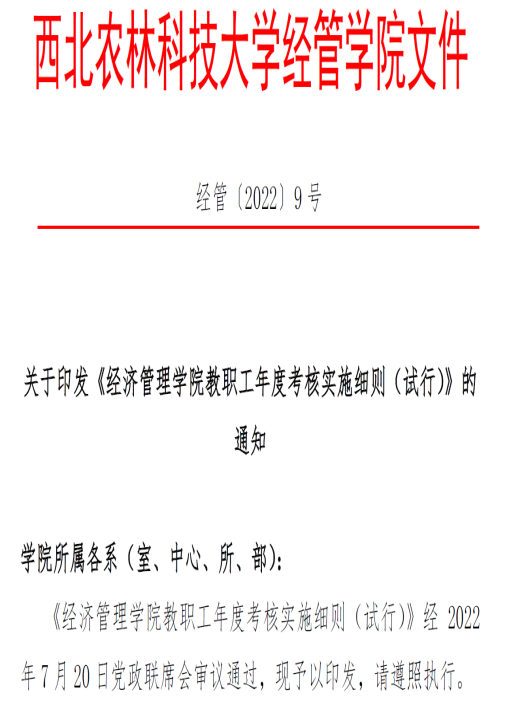 西北农林科技大学经管学院文件
经管〔2022〕9号
关于印发《经济管理学院教职工年度考核实施细则（试行）》的
通知
学院所属各系（室、中心、所、部）：
《经济管理学院教职工年度考核实施细则（试行）》经 2022
年7月20日党政联席会审议通过，现予以印发，请遵照执行。